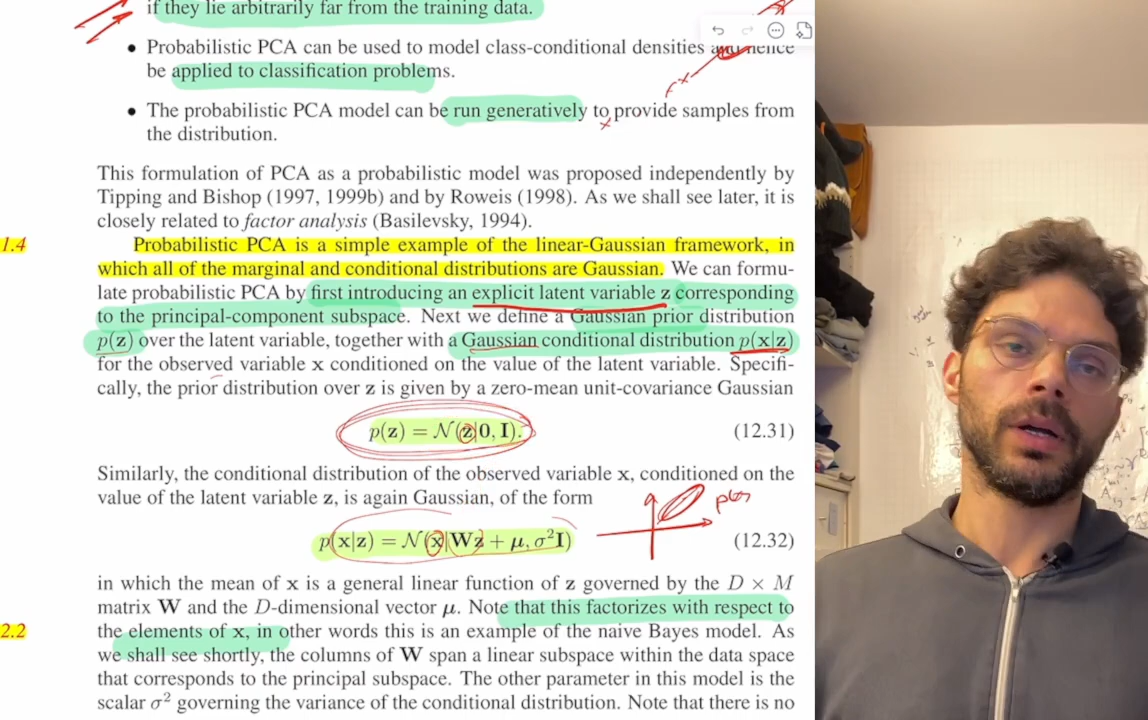 if they lie arbitrarily far from the training data.
• Probabilistic PCA can be used to model class-conditional densities and hence
be applied to classification problems.
• The probabilistic PCA model can be run generatively to provide samples from
the distribution.
This formulation of PCA as a probabilistic model was proposed independently by
Tipping and Bishop (1997, 1999b) and by Roweis (1998). As we shall see later, it is
closely related to factor analysis (Basilevsky, 1994).
1.4 Probabilistic PCA is a simple example of the linear-Gaussian framework, in
which all of the marginal and conditional distributions are Gaussian. We can formu-
late probabilistic PCA by first introducing an explicit latent variable z corresponding
to the principal-component subspace. Next we define a Gaussian prior distribution
p(z) over the latent variable, together with a Gaussian conditional distribution p(x|z)
for the observed variable x conditioned on the value of the latent variable. Specifi-
cally, the prior distribution over z is given by a zero-mean unit-covariance Gaussian
p(z) = N(z|0, I). (12.31)
Similarly, the conditional distribution of the observed variable x, conditioned on the
value of the latent variable z, is again Gaussian, of the form
p(x|z) = N(x|Wz + μ, σ²I) (12.32)
in which the mean of x is a general linear function of z governed by the D × M
matrix W and the D-dimensional vector μ. Note that this factorizes with respect to
2.2 the elements of x, in other words this is an example of the naive Bayes model. As
we shall see shortly, the columns of W span a linear subspace within the data space
that corresponds to the principal subspace. The other parameter in this model is the
scalar σ² governing the variance of the conditional distribution. Note that there is no